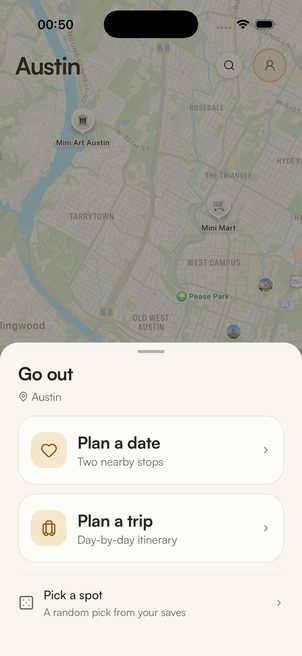 00:50
Austin
ROSEDALE
Mini Art Austin
HYDE P
THE TRIANGLE
TARRYTOWN
Mini Mart
WEST CAMPUS
Pease Park
OLD WEST
AUSTIN
llingwood
Go out
Austin
Plan a date
Two nearby stops
Plan a trip
Day-by-day itinerary
Pick a spot
A random pick from your saves